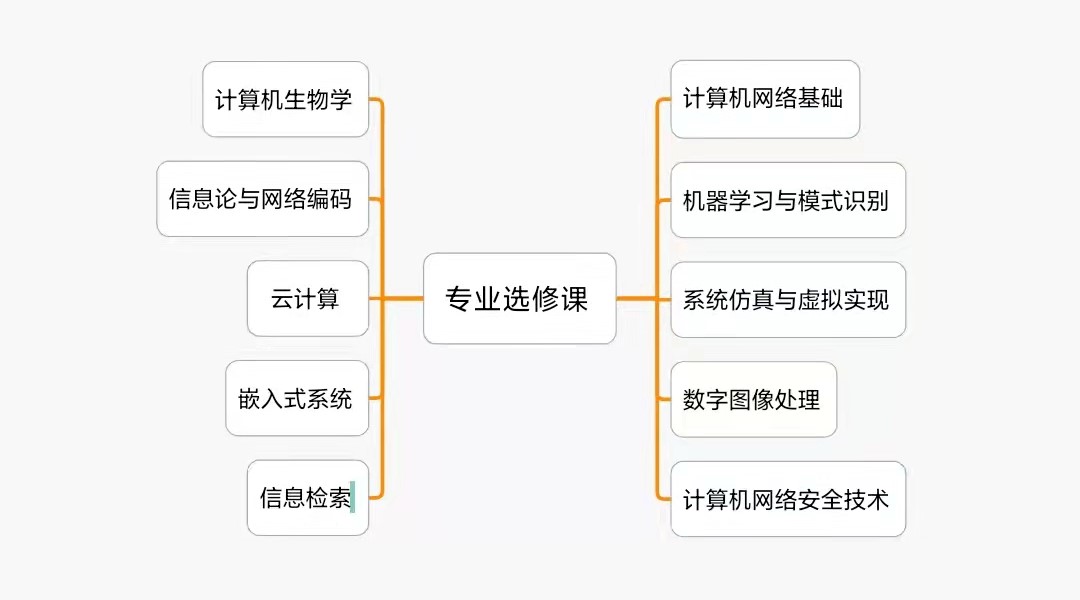 计算机生物学
信息论与网络编码
云计算
嵌入式系统
信息检索
专业选修课
计算机网络基础
机器学习与模式识别
系统仿真与虚拟实现
数字图像处理
计算机网络安全技术